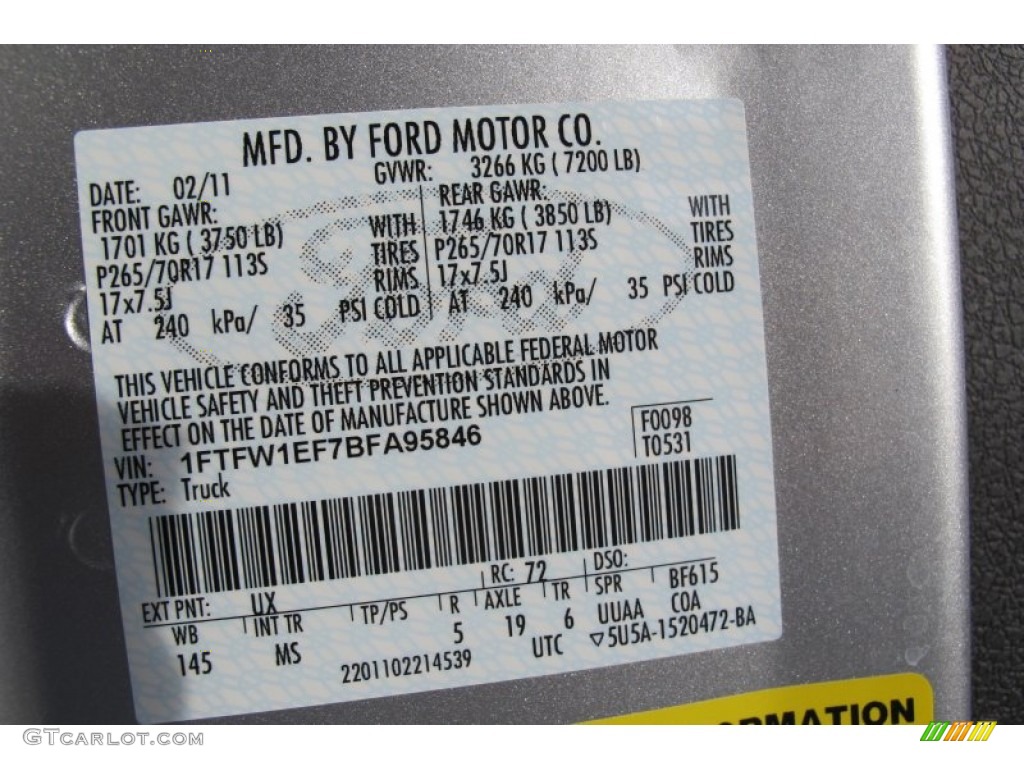 MFD. BY FORD MOTOR CO.
DATE: 02/11 GVWR: 3266 KG ( 7200 LB)
FRONT GAWR: REAR GAWR:
1701 KG ( 3750 LB) WITH 1746 KG ( 3850 LB) WITH
P265/70R17 113S TIRES P265/70R17 113S TIRES
17x7.5J RIMS 17x7.5J RIMS
AT 240 kPa/ 35 PSI COLD AT 240 kPa/ 35 PSI COLD
Ford
THIS VEHICLE CONFORMS TO ALL APPLICABLE FEDERAL MOTOR
VEHICLE SAFETY AND THEFT PREVENTION STANDARDS IN
EFFECT ON THE DATE OF MANUFACTURE SHOWN ABOVE.
VIN: 1FTFW1EF7BFA95846 F0098
TYPE: Truck T0531
EXT PNT: UX RC: 72 DSO:
WB INT TR TP/PS R AXLE TR SPR BF615
145 MS 5 19 6 UUAA COA
2201102214539 UTC ▽5U5A-1520472-BA
ORMATION
GTCarlot.com